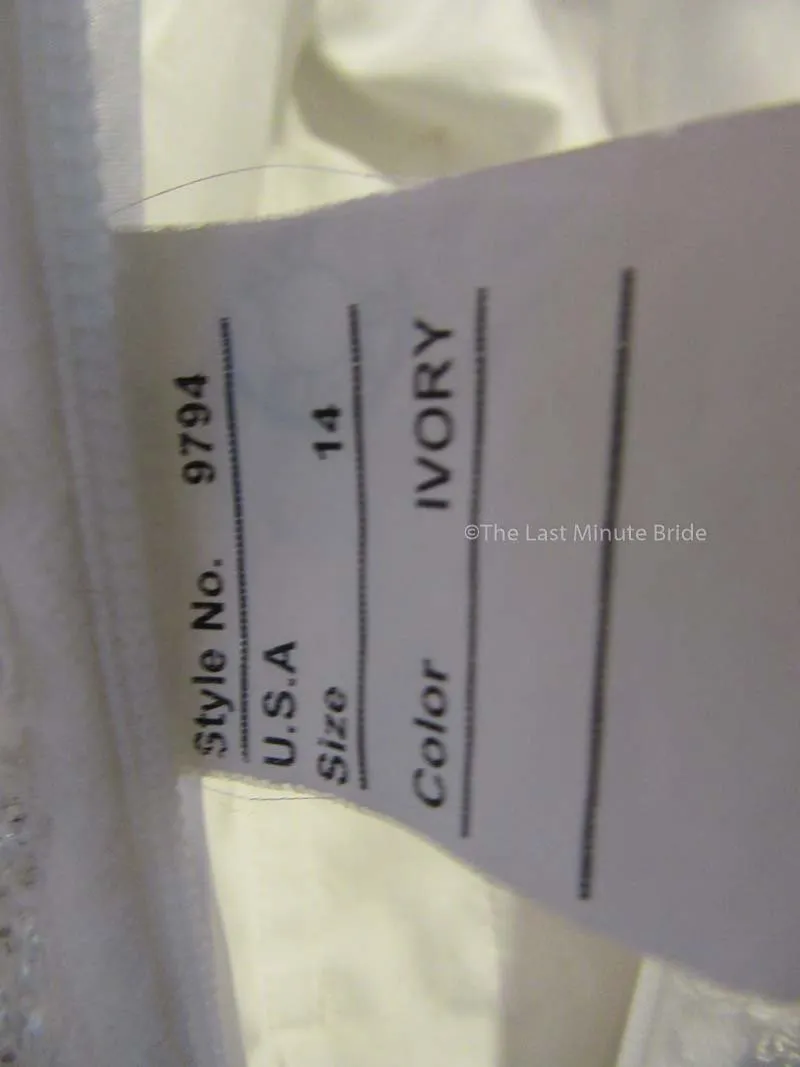 Style No. 9794
U.S.A
Size 14
Color IVORY
©The Last Minute Bride